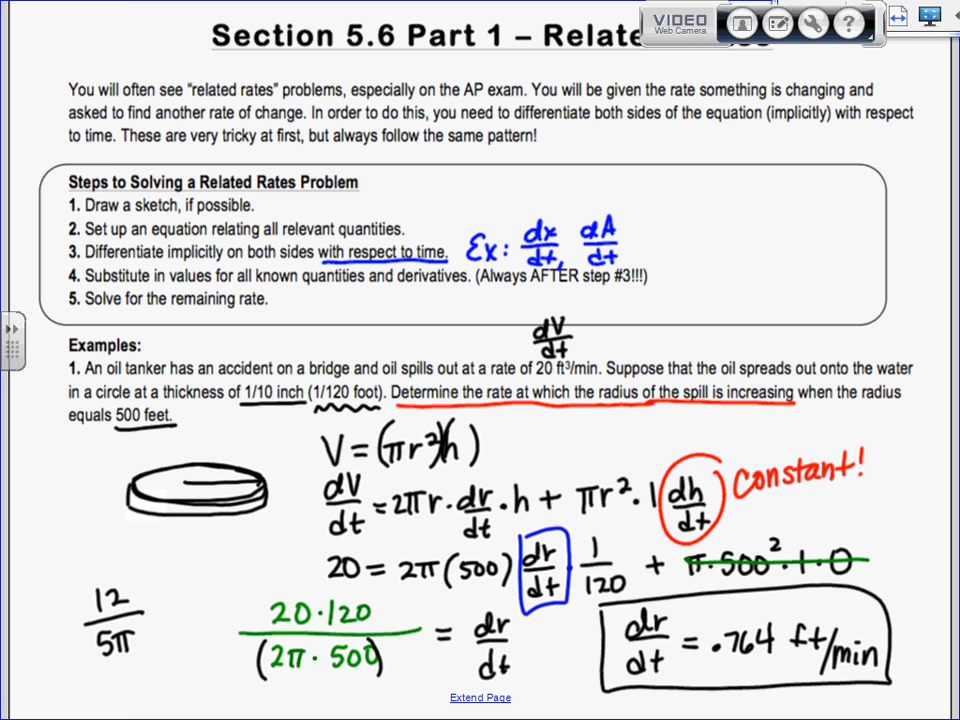 VIDEO
Web Camera
Section 5.6 Part 1 – Relate
You will often see “related rates” problems, especially on the AP exam. You will be given the rate something is changing and
asked to find another rate of change. In order to do this, you need to differentiate both sides of the equation (implicitly) with respect
to time. These are very tricky at first, but always follow the same pattern!
Steps to Solving a Related Rates Problem
1. Draw a sketch, if possible.
2. Set up an equation relating all relevant quantities.
3. Differentiate implicitly on both sides with respect to time. Ex: dx/dt, dA/dt
4. Substitute in values for all known quantities and derivatives. (Always AFTER step #3!!!)
5. Solve for the remaining rate.
dV/dt
Examples:
1. An oil tanker has an accident on a bridge and oil spills out at a rate of 20 ft³/min. Suppose that the oil spreads out onto the water
in a circle at a thickness of 1/10 inch (1/120 foot). Determine the rate at which the radius of the spill is increasing when the radius
equals 500 feet.
V = (πr²)(h)
dV/dt = 2πr · dr/dt · h + πr² · 1 dh/dt Constant!
20 = 2π(500) dr/dt · 1/120 + π·500²·1·0
12/5π
20·120/(2π·500) = dr/dt
dr/dt = .764 ft/min
Extend Page